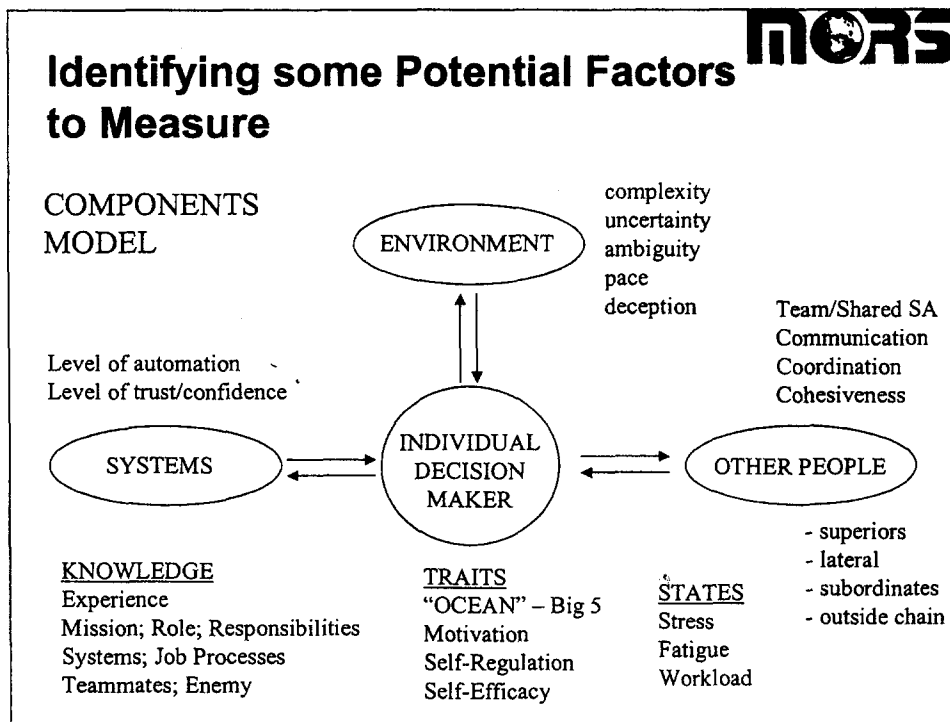 MORS
Identifying some Potential Factors
to Measure
COMPONENTS
MODEL
ENVIRONMENT
complexity
uncertainty
ambiguity
pace
deception
Team/Shared SA
Communication
Coordination
Cohesiveness
Level of automation
Level of trust/confidence
SYSTEMS
INDIVIDUAL
DECISION
MAKER
OTHER PEOPLE
- superiors
- lateral
- subordinates
- outside chain
KNOWLEDGE
Experience
Mission; Role; Responsibilities
Systems; Job Processes
Teammates; Enemy
TRAITS
“OCEAN” – Big 5
Motivation
Self-Regulation
Self-Efficacy
STATES
Stress
Fatigue
Workload